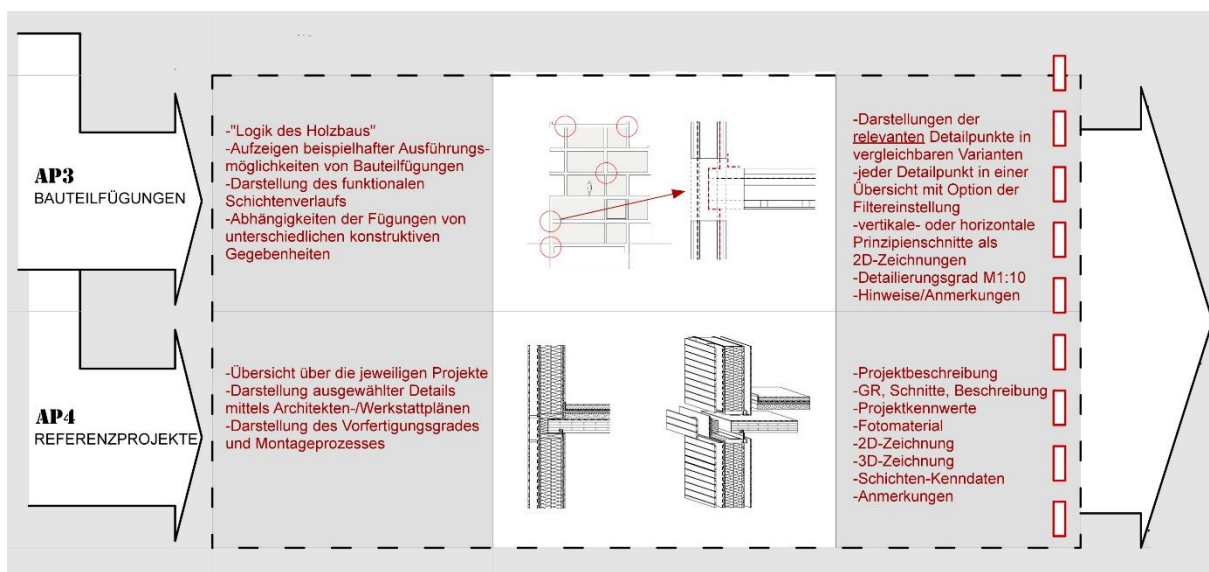 AP3
BAUTEILFÜGUNGEN
-"Logik des Holzbaus"
-Aufzeigen beispielhafter Ausführungs-
möglichkeiten von Bauteilfügungen
-Darstellung des funktionalen
Schichtenverlaufs
-Abhängigkeiten der Fügungen von
unterschiedlichen konstruktiven
Gegebenheiten
-Darstellungen der
relevanten Detailpunkte in
vergleichbaren Varianten
-jeder Detailpunkt in einer
Übersicht mit Option der
Filtereinstellung
-vertikale- oder horizontale
Prinzipienschnitte als
2D-Zeichnungen
-Detailierungsgrad M1:10
-Hinweise/Anmerkungen
AP4
REFERENZPROJEKTE
-Übersicht über die jeweiligen Projekte
-Darstellung ausgewählter Details
mittels Architekten-/Werkstattplänen
-Darstellung des Vorfertigungsgrades
und Montageprozesses
-Projektbeschreibung
-GR, Schnitte, Beschreibung
-Projektkennwerte
-Fotomaterial
-2D-Zeichnung
-3D-Zeichnung
-Schichten-Kenndaten
-Anmerkungen